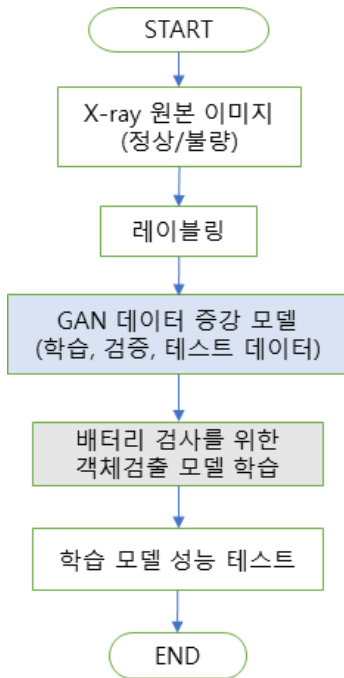 START
X-ray 원본 이미지
(정상/불량)
레이블링
GAN 데이터 증강 모델
(학습, 검증, 테스트 데이터)
배터리 검사를 위한
객체검출 모델 학습
학습 모델 성능 테스트
END